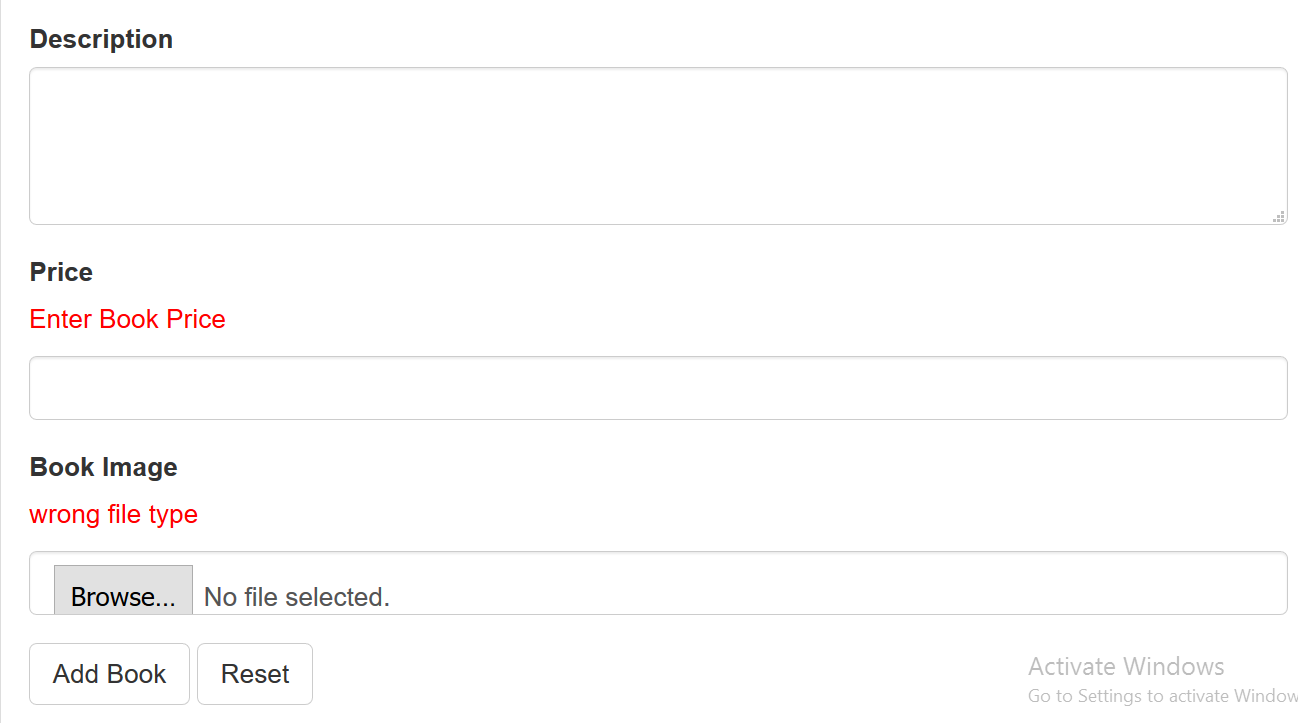 Description
Price
Enter Book Price
Book Image
wrong file type
Browse... No file selected.
Add Book Reset
Activate Windows
Go to Settings to activate Window